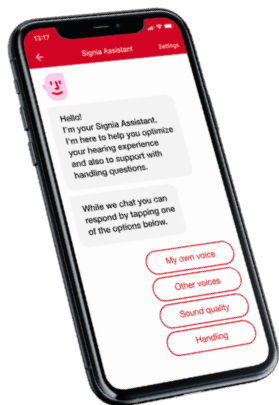 13:17
Signia Assistant
Settings
Hello!
I'm your Signia Assistant.
I'm here to help you optimize
your hearing experience
and also to support with
handling questions.
While we chat you can
respond by tapping one
of the options below.
My own voice
Other voices
Sound quality
Handling